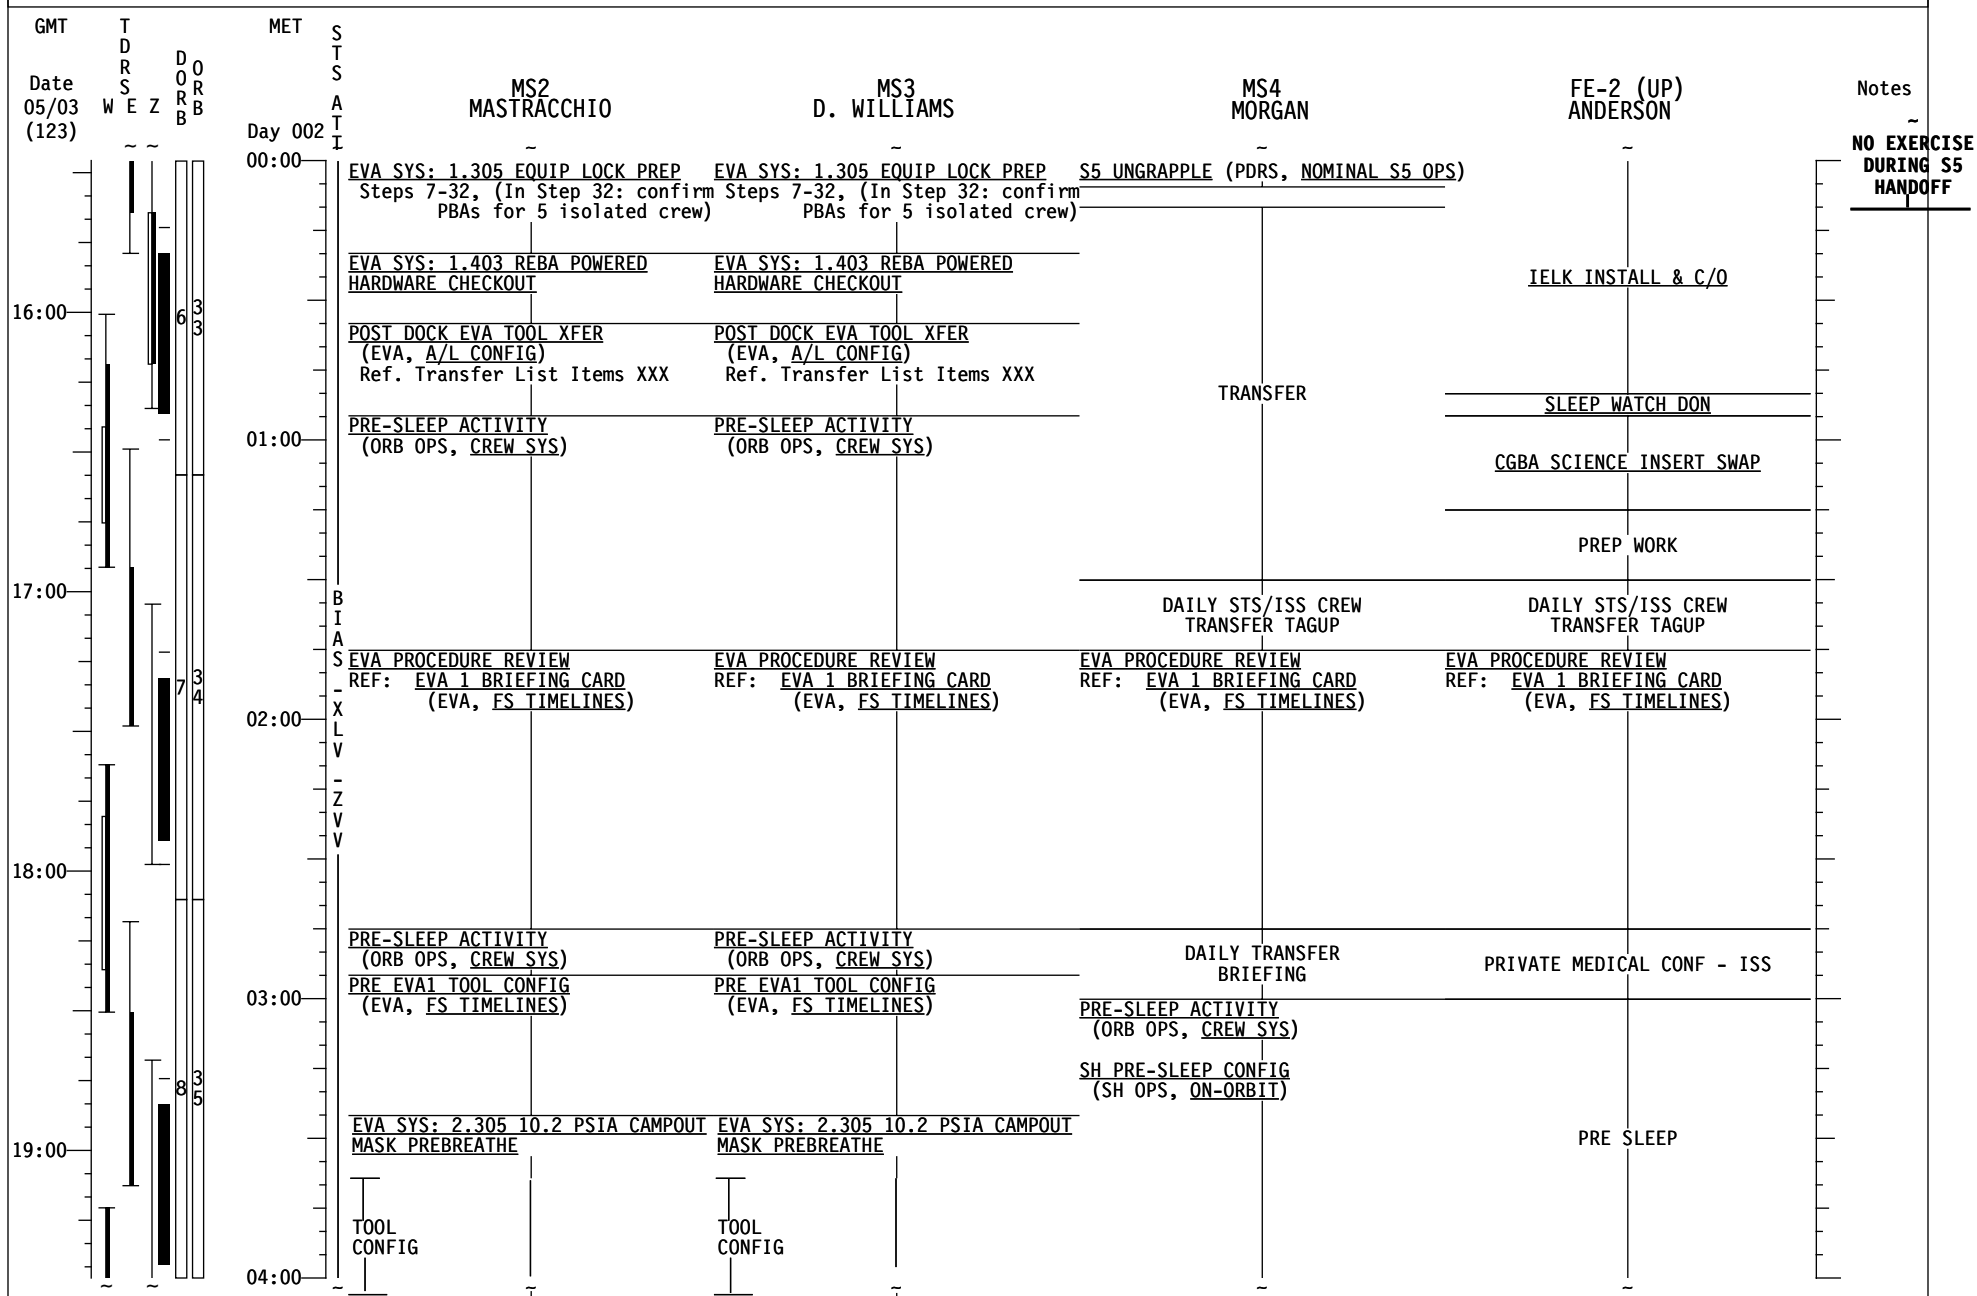 GMT
TDRS
DORB
ORB
MET
STS ATT
Date
05/03
(123)
W E Z
Day 002
MS2
MASTRACCHIO
MS3
D. WILLIAMS
MS4
MORGAN
FE-2 (UP)
ANDERSON
Notes
~
NO EXERCISE
DURING S5
HANDOFF
~ ~ ~ ~ ~ ~ ~
00:00
EVA SYS: 1.305 EQUIP LOCK PREP
Steps 7-32, (In Step 32: confirm
PBAs for 5 isolated crew)
EVA SYS: 1.305 EQUIP LOCK PREP
Steps 7-32, (In Step 32: confirm
PBAs for 5 isolated crew)
S5 UNGRAPPLE (PDRS, NOMINAL S5 OPS)
EVA SYS: 1.403 REBA POWERED
HARDWARE CHECKOUT
EVA SYS: 1.403 REBA POWERED
HARDWARE CHECKOUT
IELK INSTALL & C/O
16:00
6
33
POST DOCK EVA TOOL XFER
(EVA, A/L CONFIG)
Ref. Transfer List Items XXX
POST DOCK EVA TOOL XFER
(EVA, A/L CONFIG)
Ref. Transfer List Items XXX
TRANSFER
SLEEP WATCH DON
01:00
PRE-SLEEP ACTIVITY
(ORB OPS, CREW SYS)
PRE-SLEEP ACTIVITY
(ORB OPS, CREW SYS)
CGBA SCIENCE INSERT SWAP
PREP WORK
17:00
BIAS -XLV -ZVV
DAILY STS/ISS CREW
TRANSFER TAGUP
DAILY STS/ISS CREW
TRANSFER TAGUP
7
34
EVA PROCEDURE REVIEW
REF: EVA 1 BRIEFING CARD
(EVA, FS TIMELINES)
EVA PROCEDURE REVIEW
REF: EVA 1 BRIEFING CARD
(EVA, FS TIMELINES)
EVA PROCEDURE REVIEW
REF: EVA 1 BRIEFING CARD
(EVA, FS TIMELINES)
EVA PROCEDURE REVIEW
REF: EVA 1 BRIEFING CARD
(EVA, FS TIMELINES)
02:00
18:00
PRE-SLEEP ACTIVITY
(ORB OPS, CREW SYS)
PRE-SLEEP ACTIVITY
(ORB OPS, CREW SYS)
DAILY TRANSFER
BRIEFING
PRIVATE MEDICAL CONF - ISS
03:00
PRE EVA1 TOOL CONFIG
(EVA, FS TIMELINES)
PRE EVA1 TOOL CONFIG
(EVA, FS TIMELINES)
PRE-SLEEP ACTIVITY
(ORB OPS, CREW SYS)
SH PRE-SLEEP CONFIG
(SH OPS, ON-ORBIT)
8
35
19:00
EVA SYS: 2.305 10.2 PSIA CAMPOUT
MASK PREBREATHE
EVA SYS: 2.305 10.2 PSIA CAMPOUT
MASK PREBREATHE
PRE SLEEP
TOOL
CONFIG
TOOL
CONFIG
04:00
~ ~ ~ ~ ~ ~ ~